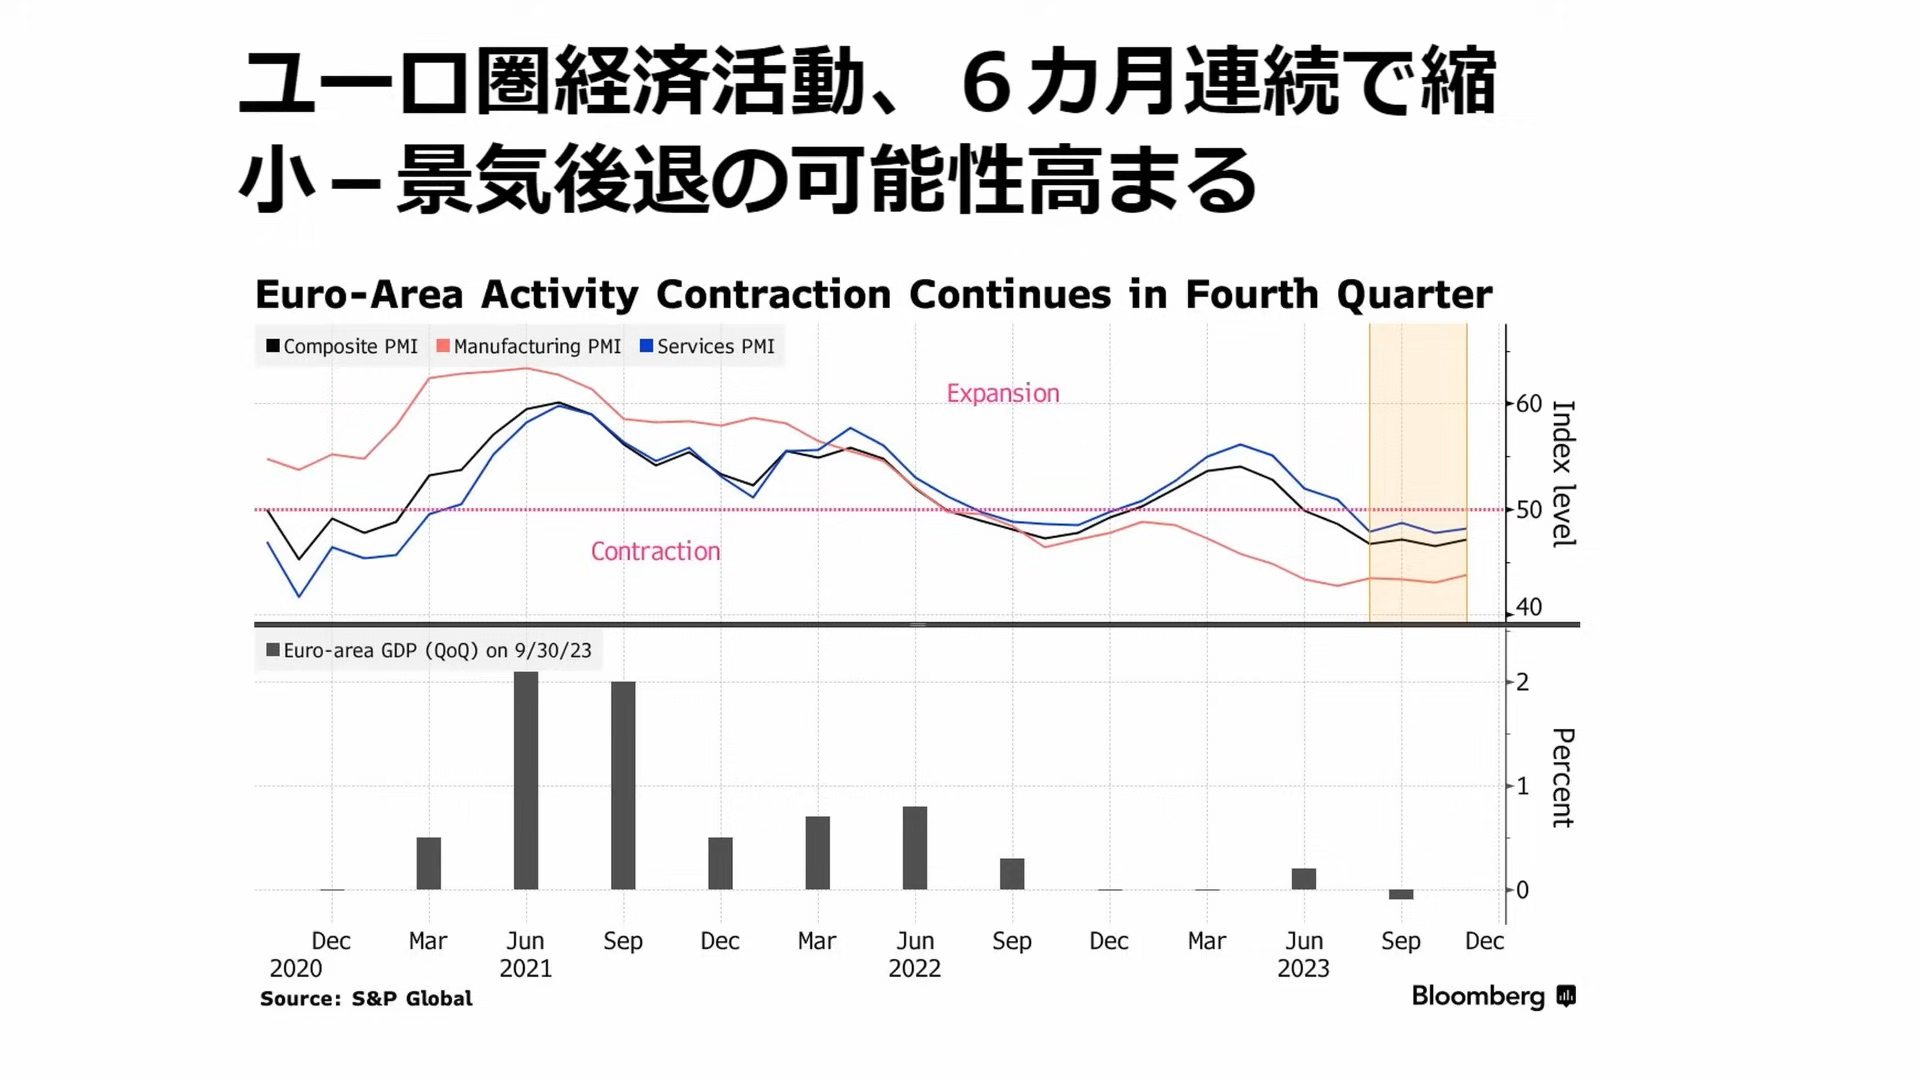 ユーロ圏経済活動、６カ月連続で縮
小－景気後退の可能性高まる
Euro-Area Activity Contraction Continues in Fourth Quarter
Composite PMI Manufacturing PMI Services PMI
Expansion
Contraction
60
50
40
Index level
Euro-area GDP (QoQ) on 9/30/23
2
1
0
Percent
Dec Mar Jun Sep Dec Mar Jun Sep Dec Mar Jun Sep Dec
2020 2021 2022 2023
Source: S&P Global
Bloomberg